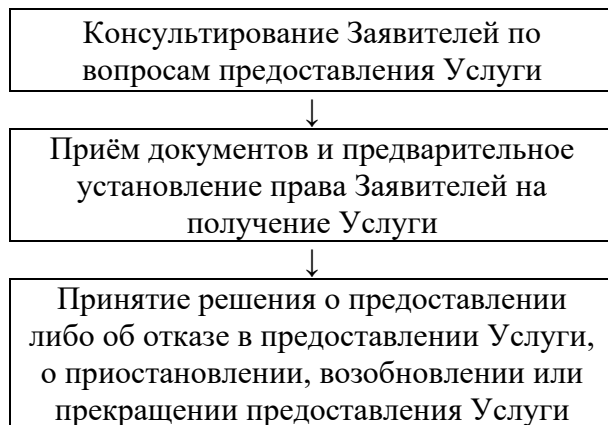 Консультирование Заявителей по
вопросам предоставления Услуги
↓
Приём документов и предварительное
установление права Заявителей на
получение Услуги
↓
Принятие решения о предоставлении
либо об отказе в предоставлении Услуги,
о приостановлении, возобновлении или
прекращении предоставления Услуги